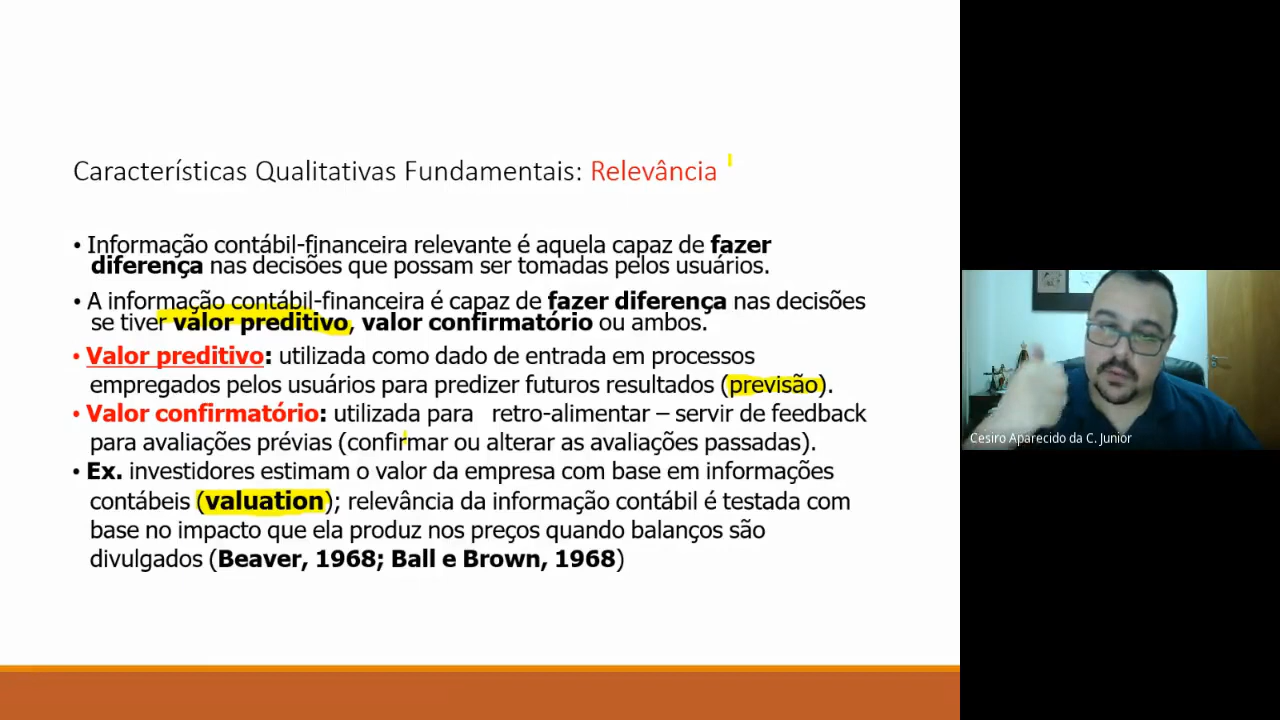 Características Qualitativas Fundamentais: Relevância
• Informação contábil-financeira relevante é aquela capaz de fazer
diferença nas decisões que possam ser tomadas pelos usuários.
• A informação contábil-financeira é capaz de fazer diferença nas decisões
se tiver valor preditivo, valor confirmatório ou ambos.
• Valor preditivo: utilizada como dado de entrada em processos
empregados pelos usuários para predizer futuros resultados (previsão).
• Valor confirmatório: utilizada para retro-alimentar – servir de feedback
para avaliações prévias (confirmar ou alterar as avaliações passadas).
• Ex. investidores estimam o valor da empresa com base em informações
contábeis (valuation); relevância da informação contábil é testada com
base no impacto que ela produz nos preços quando balanços são
divulgados (Beaver, 1968; Ball e Brown, 1968)
Cesiro Aparecido da C. Junior